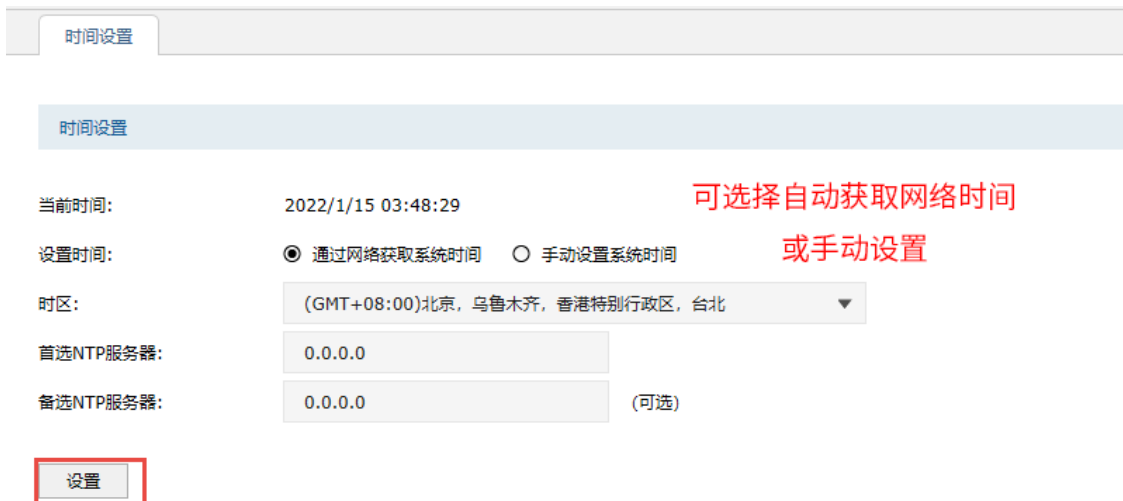 时间设置
时间设置
当前时间: 2022/1/15 03:48:29
可选择自动获取网络时间
设置时间: 通过网络获取系统时间 手动设置系统时间
或手动设置
时区: (GMT+08:00)北京，乌鲁木齐，香港特别行政区，台北
首选NTP服务器: 0.0.0.0
备选NTP服务器: 0.0.0.0 (可选)
设置